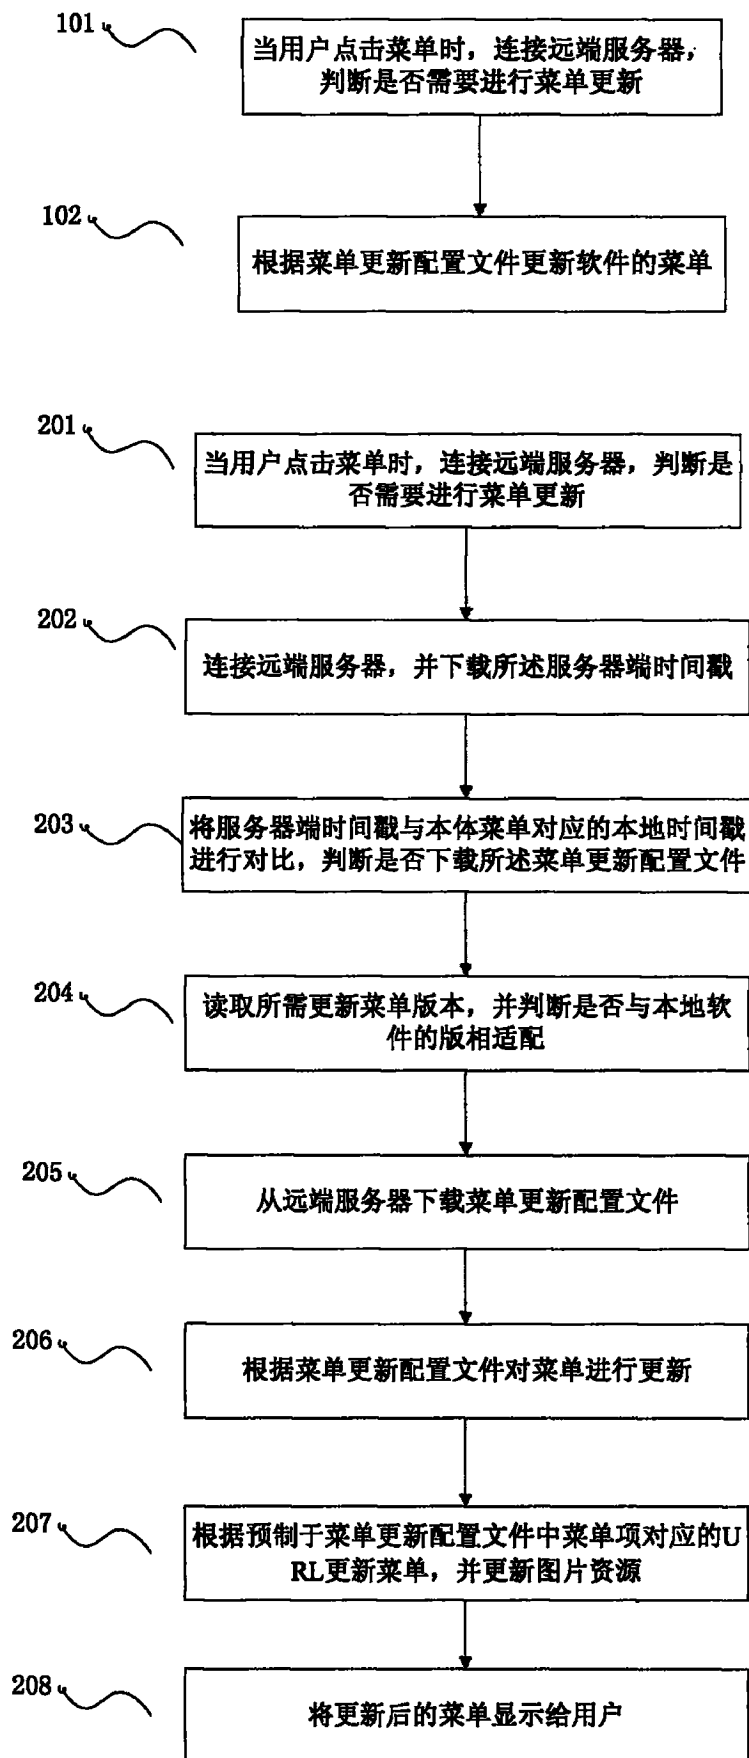 101
当用户点击菜单时，连接远端服务器，
判断是否需要进行菜单更新
102
根据菜单更新配置文件更新软件的菜单
201
当用户点击菜单时，连接远端服务器，判断是
否需要进行菜单更新
202
连接远端服务器，并下载所述服务器端时间戳
203
将服务器端时间戳与本体菜单对应的本地时间戳
进行对比，判断是否下载所述菜单更新配置文件
204
读取所需更新菜单版本，并判断是否与本地软
件的版相适配
205
从远端服务器下载菜单更新配置文件
206
根据菜单更新配置文件对菜单进行更新
207
根据预制于菜单更新配置文件中菜单项对应的U
RL更新菜单，并更新图片资源
208
将更新后的菜单显示给用户